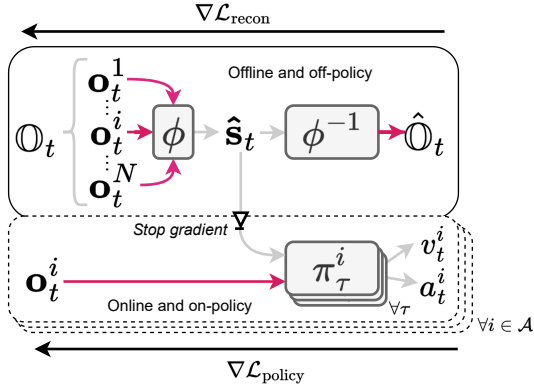 ∇ℒ_recon
Offline and off-policy
𝕆_t
𝐨_t^1
⋮
𝐨_t^i
⋮
𝐨_t^N
ϕ
𝐬̂_t
ϕ^{-1}
𝕆̂_t
Stop gradient
𝐨_t^i
π_τ^i
∀τ
v_t^i
a_t^i
Online and on-policy
∀i ∈ 𝒜
∇ℒ_policy